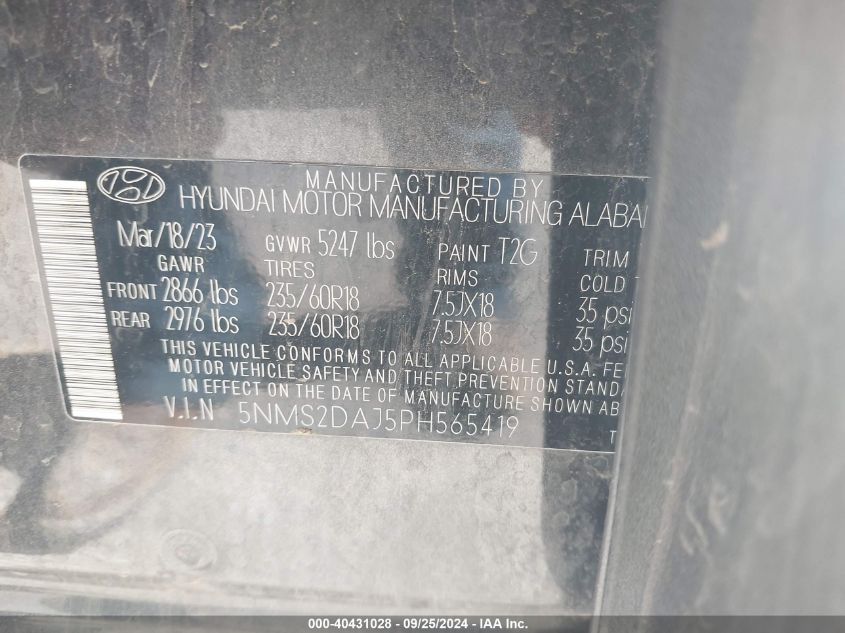 MANUFACTURED BY
HYUNDAI MOTOR MANUFACTURING ALABA
Mar/18/23 GVWR 5247 lbs PAINT T2G TRIM
GAWR TIRES RIMS COLD
FRONT 2866 lbs 235/60R18 7.5JX18 35 psi
REAR 2976 lbs 235/60R18 7.5JX18 35 psi
THIS VEHICLE CONFORMS TO ALL APPLICABLE U.S.A. FE
MOTOR VEHICLE SAFETY AND THEFT PREVENTION STAND
IN EFFECT ON THE DATE OF MANUFACTURE SHOWN AB
V.I.N 5NMS2DAJ5PH565419
T
000-40431028 - 09/25/2024 - IAA Inc.